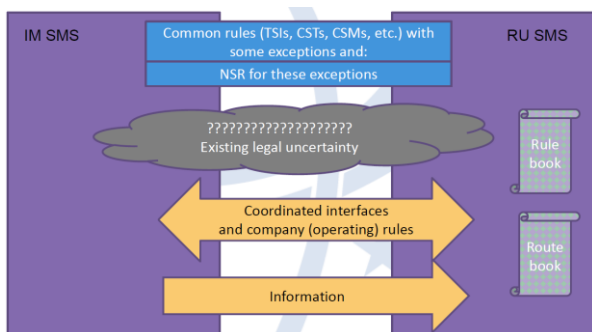 IM SMS
Common rules (TSIs, CSTs, CSMs, etc.) with
some exceptions and:
RU SMS
NSR for these exceptions
????????????????????
Existing legal uncertainty
Rule
book
Coordinated interfaces
and company (operating) rules
Route
book
Information